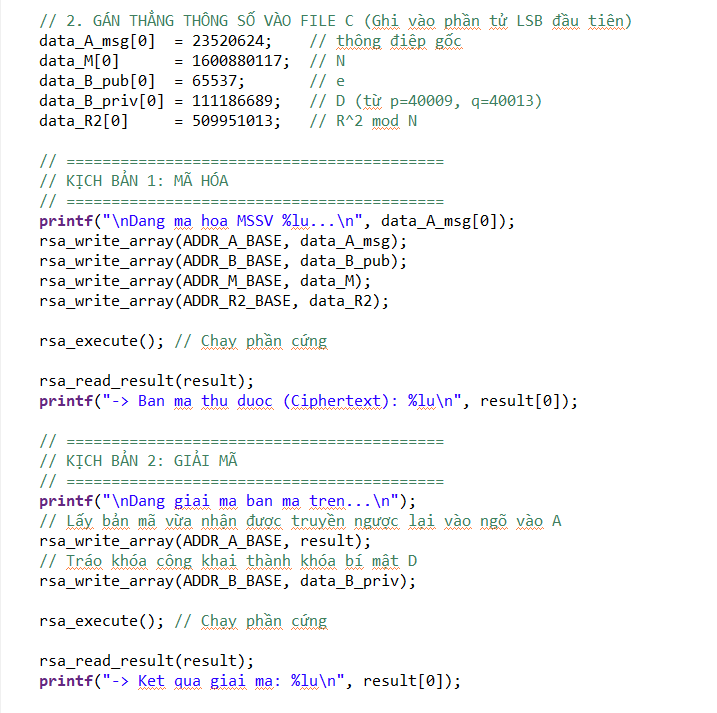 // 2. GÁN THẲNG THÔNG SỐ VÀO FILE C (Ghi vào phần tử LSB đầu tiên)
data_A_msg[0]  = 23520624;    // thông điệp gốc
data_M[0]      = 1600880117;  // N
data_B_pub[0]  = 65537;       // e
data_B_priv[0] = 111186689;   // D (từ p=40009, q=40013)
data_R2[0]     = 509951013;   // R^2 mod N
// ==========================================
// KỊCH BẢN 1: MÃ HÓA
// ==========================================
printf("\nDang ma hoa MSSV %lu...\n", data_A_msg[0]);
rsa_write_array(ADDR_A_BASE, data_A_msg);
rsa_write_array(ADDR_B_BASE, data_B_pub);
rsa_write_array(ADDR_M_BASE, data_M);
rsa_write_array(ADDR_R2_BASE, data_R2);
rsa_execute(); // Chạy phần cứng
rsa_read_result(result);
printf("-> Ban ma thu duoc (Ciphertext): %lu\n", result[0]);
// ==========================================
// KỊCH BẢN 2: GIẢI MÃ
// ==========================================
printf("\nDang giai ma ban ma tren...\n");
// Lấy bản mã vừa nhận được truyền ngược lại vào ngõ vào A
rsa_write_array(ADDR_A_BASE, result);
// Tráo khóa công khai thành khóa bí mật D
rsa_write_array(ADDR_B_BASE, data_B_priv);
rsa_execute(); // Chạy phần cứng
rsa_read_result(result);
printf("-> Ket qua giai ma: %lu\n", result[0]);